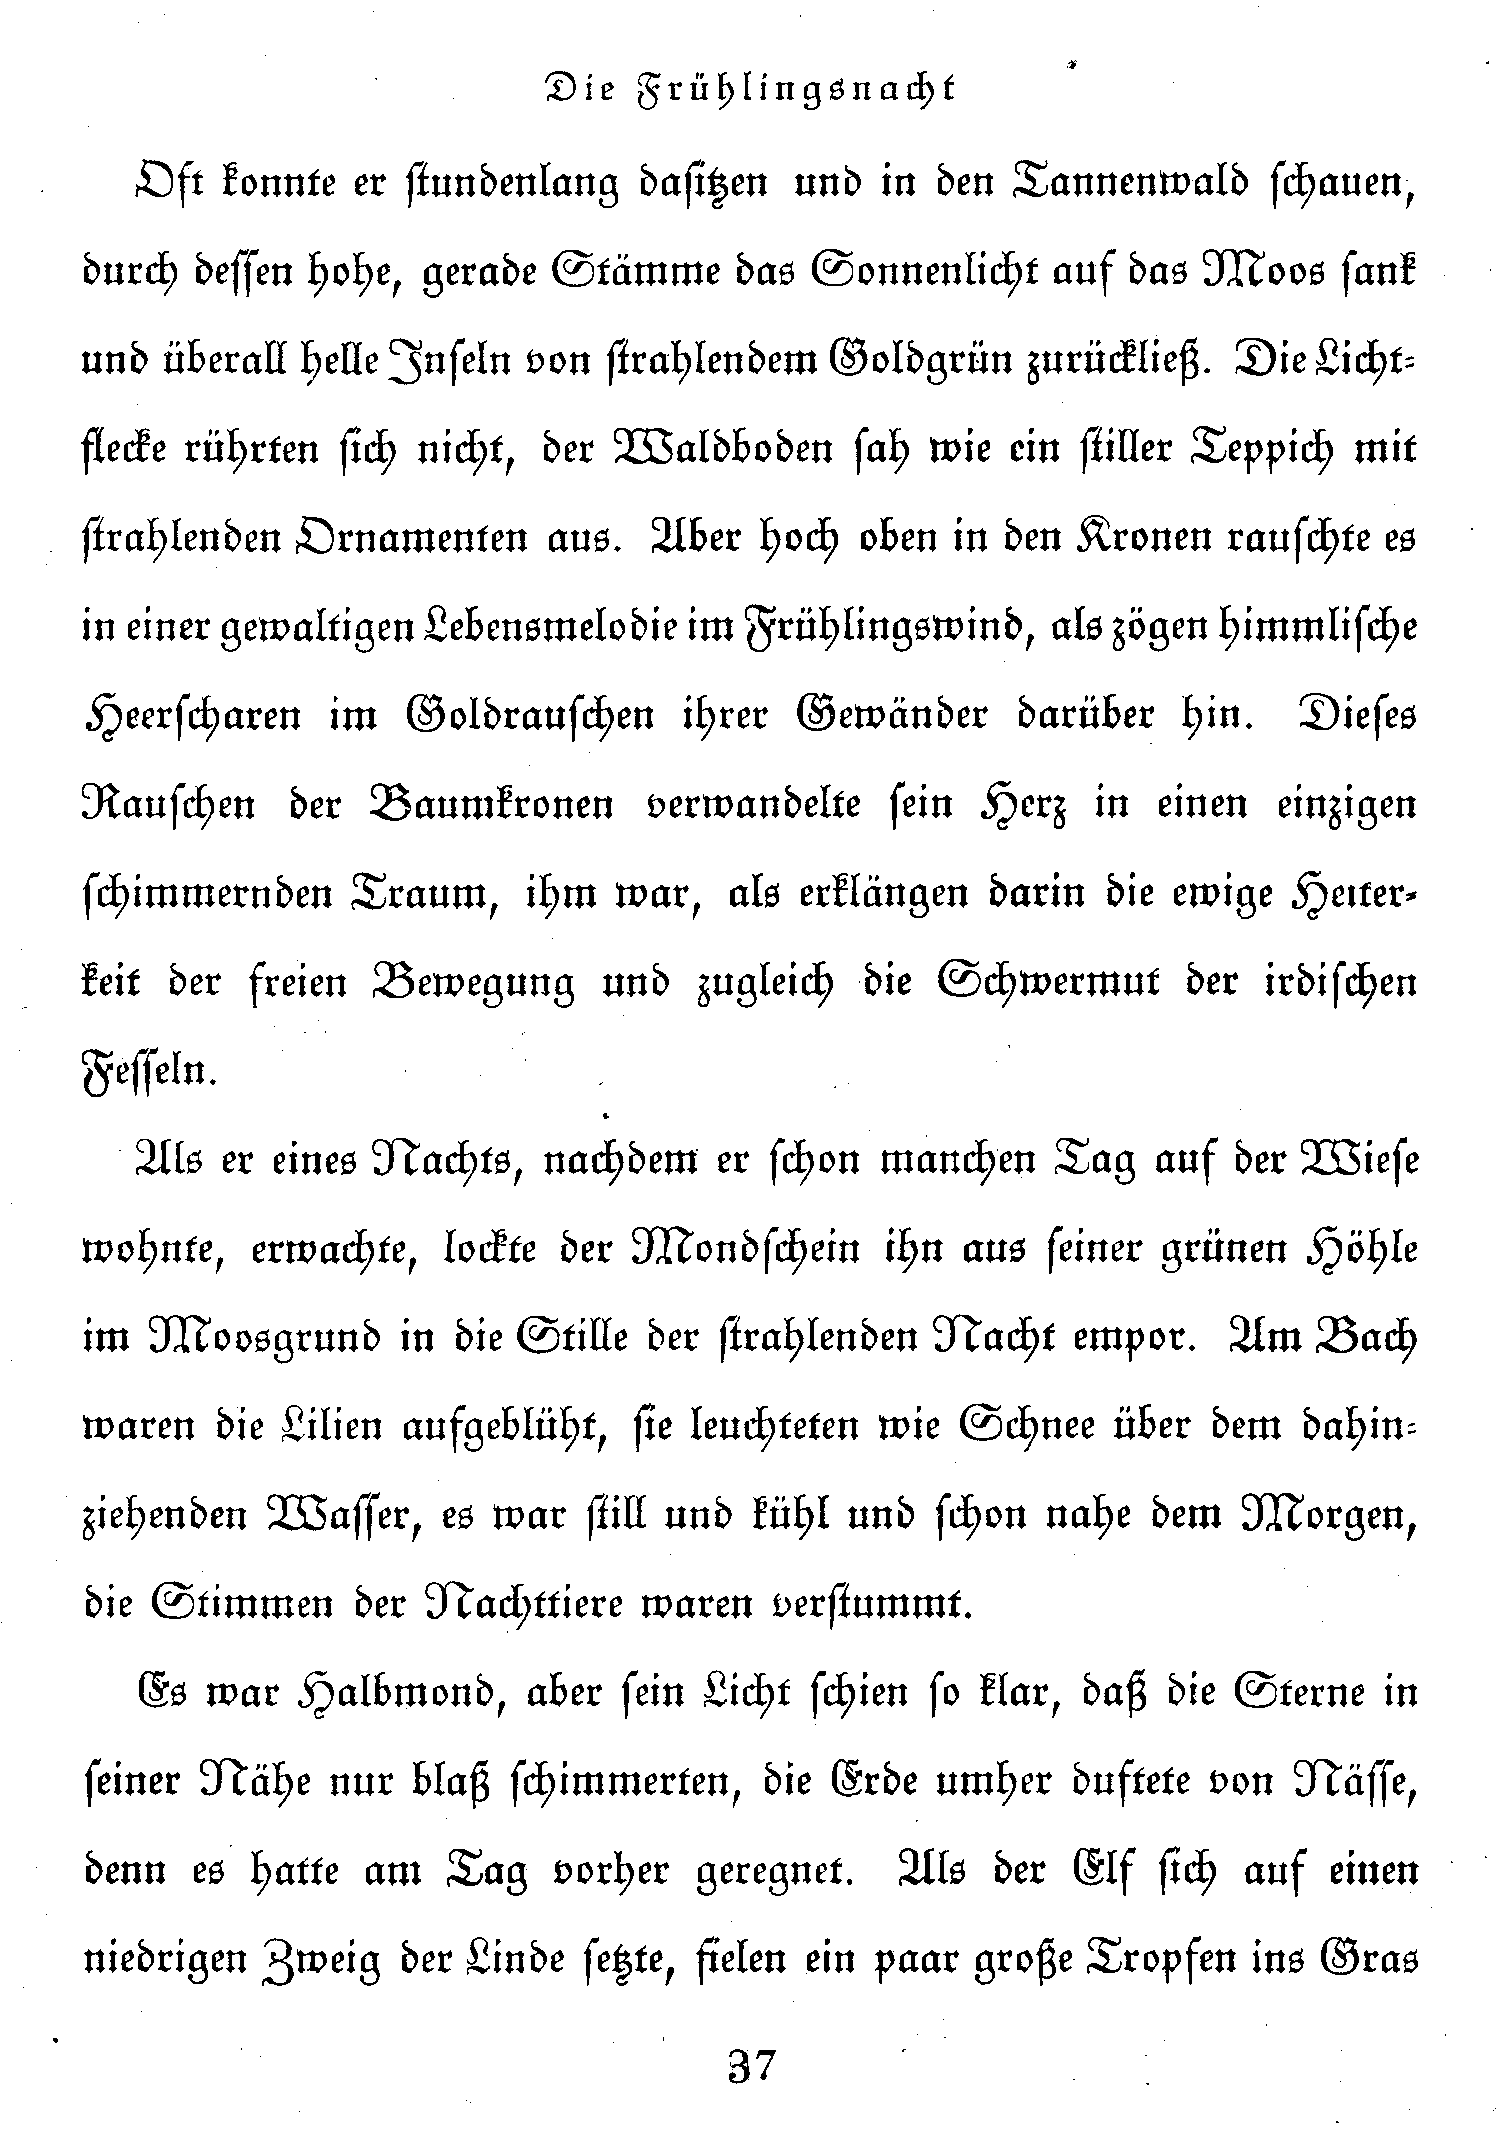 Die Frühlingsnacht
Oft konnte er stundenlang dasitzen und in den Tannenwald schauen,
durch dessen hohe, gerade Stämme das Sonnenlicht auf das Moos sank
und überall helle Inseln von strahlendem Goldgrün zurückließ. Die Licht-
flecke rührten sich nicht, der Waldboden sah wie ein stiller Teppich mit
strahlenden Ornamenten aus. Aber hoch oben in den Kronen rauschte es
in einer gewaltigen Lebensmelodie im Frühlingswind, als zögen himmlische
Heerscharen im Goldrauschen ihrer Gewänder darüber hin. Dieses
Rauschen der Baumkronen verwandelte sein Herz in einen einzigen
schimmernden Traum, ihm war, als erklängen darin die ewige Heiter-
keit der freien Bewegung und zugleich die Schwermut der irdischen
Fesseln.
Als er eines Nachts, nachdem er schon manchen Tag auf der Wiese
wohnte, erwachte, lockte der Mondschein ihn aus seiner grünen Höhle
im Moosgrund in die Stille der strahlenden Nacht empor. Am Bach
waren die Lilien aufgeblüht, sie leuchteten wie Schnee über dem dahin-
ziehenden Wasser, es war still und kühl und schon nahe dem Morgen,
die Stimmen der Nachttiere waren verstummt.
Es war Halbmond, aber sein Licht schien so klar, daß die Sterne in
seiner Nähe nur blaß schimmerten, die Erde umher duftete von Nässe,
denn es hatte am Tag vorher geregnet. Als der Elf sich auf einen
niedrigen Zweig der Linde setzte, fielen ein paar große Tropfen ins Gras
37